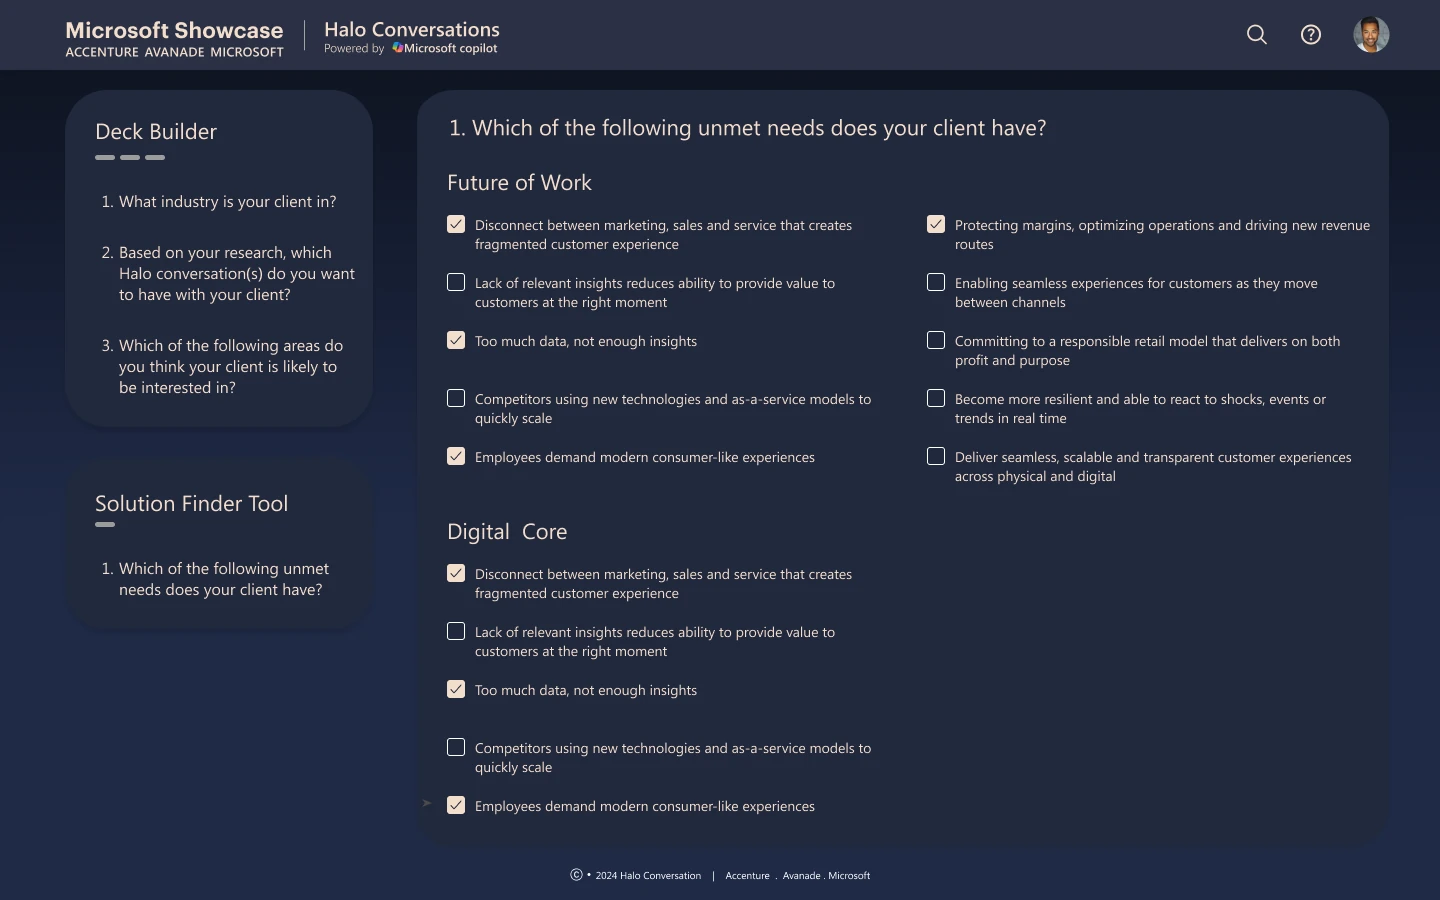 Microsoft Showcase
ACCENTURE AVANADE MICROSOFT
Halo Conversations
Powered by Microsoft copilot
Deck Builder
1. What industry is your client in?
2. Based on your research, which
Halo conversation(s) do you want
to have with your client?
3. Which of the following areas do
you think your client is likely to
be interested in?
Solution Finder Tool
1. Which of the following unmet
needs does your client have?
1. Which of the following unmet needs does your client have?
Future of Work
Disconnect between marketing, sales and service that creates
fragmented customer experience
Lack of relevant insights reduces ability to provide value to
customers at the right moment
Too much data, not enough insights
Competitors using new technologies and as-a-service models to
quickly scale
Employees demand modern consumer-like experiences
Protecting margins, optimizing operations and driving new revenue
routes
Enabling seamless experiences for customers as they move
between channels
Committing to a responsible retail model that delivers on both
profit and purpose
Become more resilient and able to react to shocks, events or
trends in real time
Deliver seamless, scalable and transparent customer experiences
across physical and digital
Digital Core
Disconnect between marketing, sales and service that creates
fragmented customer experience
Lack of relevant insights reduces ability to provide value to
customers at the right moment
Too much data, not enough insights
Competitors using new technologies and as-a-service models to
quickly scale
Employees demand modern consumer-like experiences
© • 2024 Halo Conversation | Accenture . Avanade . Microsoft